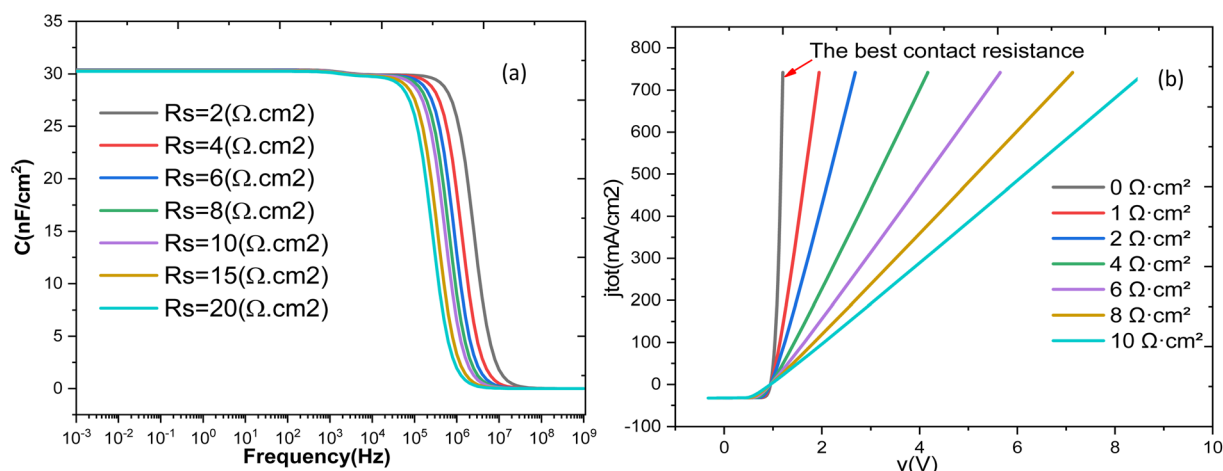 35
30
25
20
15
10
5
0
C(nF/cm²)
(a)
Rs=2(Ω.cm2)
Rs=4(Ω.cm2)
Rs=6(Ω.cm2)
Rs=8(Ω.cm2)
Rs=10(Ω.cm2)
Rs=15(Ω.cm2)
Rs=20(Ω.cm2)
10⁻³ 10⁻² 10⁻¹ 10⁰ 10¹ 10² 10³ 10⁴ 10⁵ 10⁶ 10⁷ 10⁸ 10⁹
Frequency(Hz)
800
700
600
500
400
300
200
100
0
-100
jtot(mA/cm2)
The best contact resistance
(b)
0 Ω·cm²
1 Ω·cm²
2 Ω·cm²
4 Ω·cm²
6 Ω·cm²
8 Ω·cm²
10 Ω·cm²
0 2 4 6 8 10
v(V)